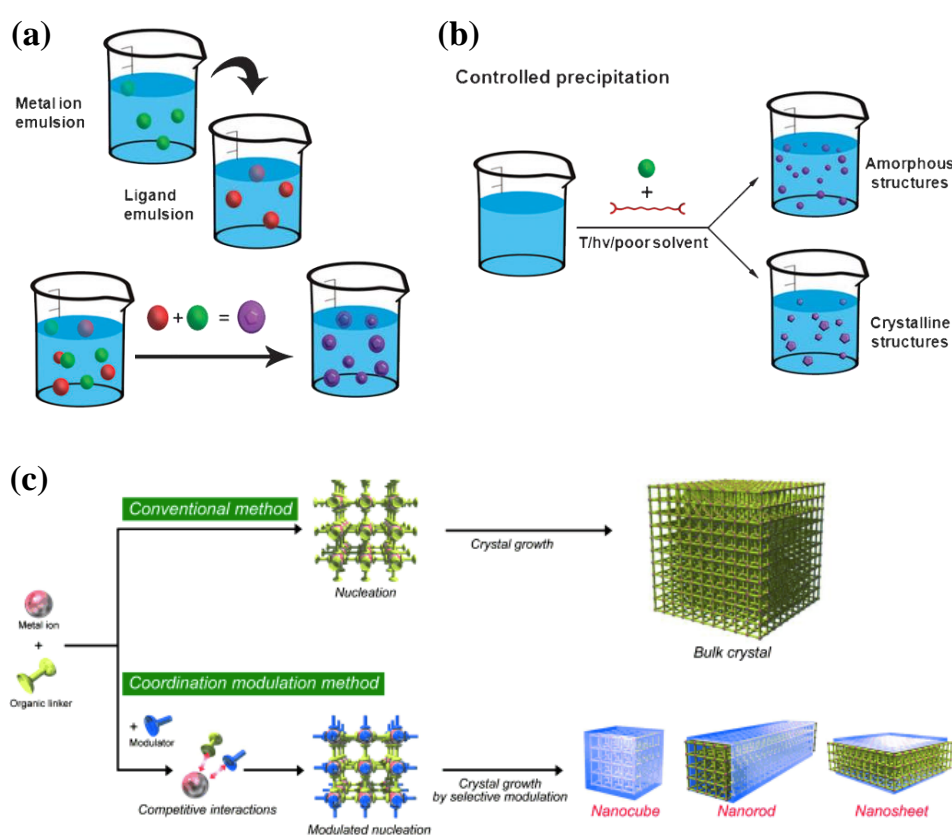 (a)
Metal ion
emulsion
Ligand
emulsion
+ =
(b)
Controlled precipitation
+
T/hv/poor solvent
Amorphous
structures
Crystalline
structures
(c)
Conventional method
Nucleation
Crystal growth
Bulk crystal
Metal ion
+
Organic linker
Coordination modulation method
+
Modulator
Competitive interactions
Modulated nucleation
Crystal growth
by selective modulation
Nanocube
Nanorod
Nanosheet